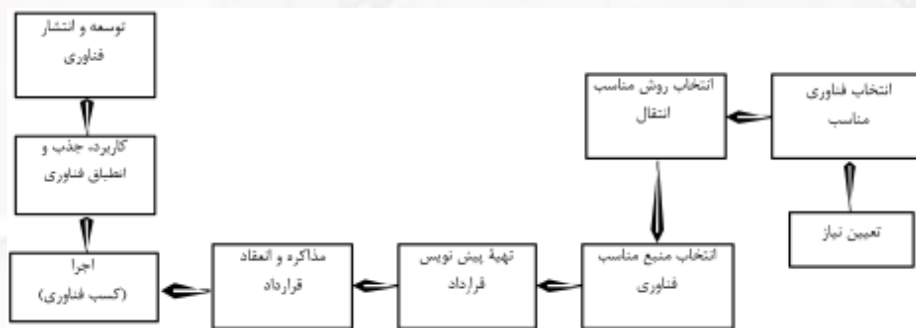 توسعه و انتشار
فناوری
انتخاب روش مناسب
انتقال
انتخاب فناوری
مناسب
کاربرد، جذب و
انطباق فناوری
تعیین نیاز
اجرا
(کسب فناوری)
مذاکره و انعقاد
قرارداد
تهیهٔ پیش نویس
قرارداد
انتخاب منبع مناسب
فناوری